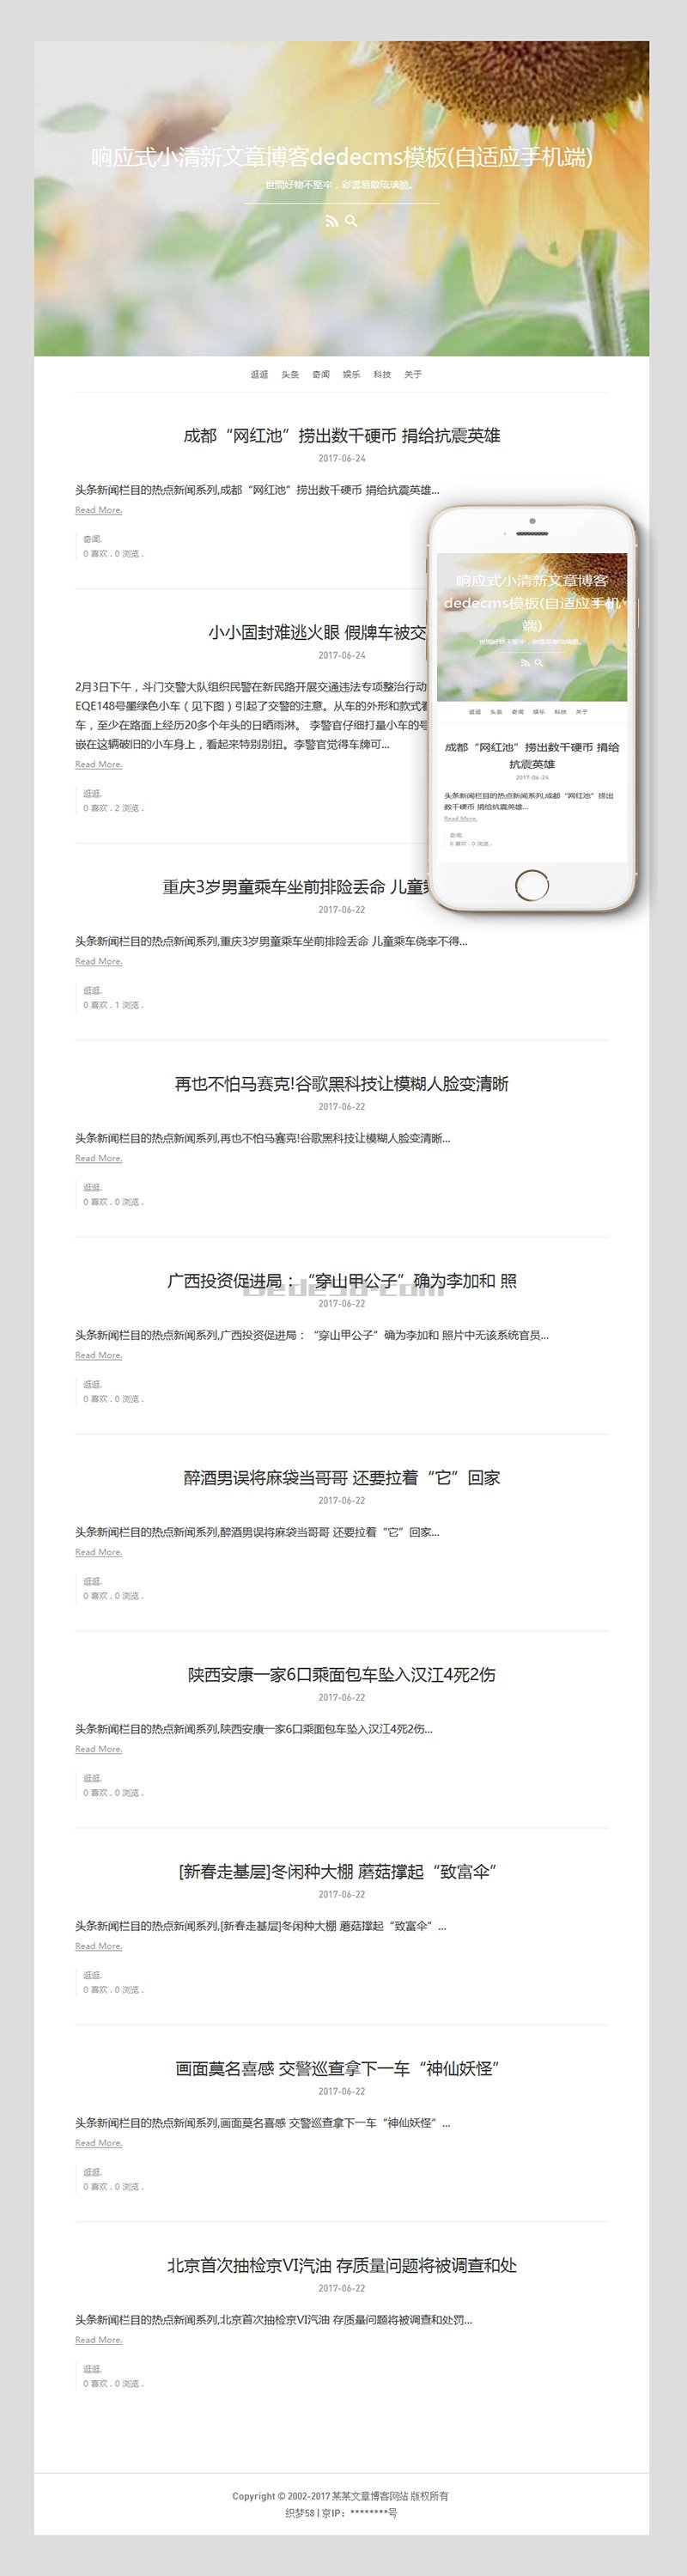 响应式小清新文章博客dedecms模板(自适应手机端)
世间好物不坚牢，彩云易散琉璃脆。
逛逛 头条 奇闻 娱乐 科技 关于
成都“网红池”捞出数千硬币 捐给抗震英雄
2017-06-24
头条新闻栏目的热点新闻系列,成都“网红池”捞出数千硬币 捐给抗震英雄...
Read More.
奇闻.
0 喜欢 . 0 浏览 .
小小固封难逃火眼 假牌车被交
2017-06-24
2月3日下午，斗门交警大队组织民警在新民路开展交通违法专项整治行动
EQE148号墨绿色小车（见下图）引起了交警的注意。从车的外形和款式看
车，至少在路面上经历20多个年头的日晒雨淋。 李警官仔细打量小车的号
嵌在这辆破旧的小车身上，看起来特别别扭。李警官觉得车牌可...
Read More.
逛逛.
0 喜欢 . 2 浏览 .
重庆3岁男童乘车坐前排险丢命 儿童
2017-06-22
头条新闻栏目的热点新闻系列,重庆3岁男童乘车坐前排险丢命 儿童乘车侥幸不得...
Read More.
逛逛.
0 喜欢 . 1 浏览 .
响应式小清新文章博客
dedecms模板(自适应手机
端)
世间好物不坚牢，彩云易散琉璃脆。
逛逛 头条 奇闻 娱乐 科技 关于
成都“网红池”捞出数千硬币 捐给
抗震英雄
2017-06-24
头条新闻栏目的热点新闻系列,成都“网红池”捞出
数千硬币 捐给抗震英雄...
Read More.
奇闻.
0 喜欢 . 0 浏览 .
再也不怕马赛克!谷歌黑科技让模糊人脸变清晰
2017-06-22
头条新闻栏目的热点新闻系列,再也不怕马赛克!谷歌黑科技让模糊人脸变清晰...
Read More.
逛逛.
0 喜欢 . 0 浏览 .
广西投资促进局：“穿山甲公子”确为李加和 照
2017-06-22
头条新闻栏目的热点新闻系列,广西投资促进局：“穿山甲公子”确为李加和 照片中无该系统官员...
Read More.
逛逛.
0 喜欢 . 0 浏览 .
醉酒男误将麻袋当哥哥 还要拉着“它”回家
2017-06-22
头条新闻栏目的热点新闻系列,醉酒男误将麻袋当哥哥 还要拉着“它”回家...
Read More.
逛逛.
0 喜欢 . 0 浏览 .
陕西安康一家6口乘面包车坠入汉江4死2伤
2017-06-22
头条新闻栏目的热点新闻系列,陕西安康一家6口乘面包车坠入汉江4死2伤...
Read More.
逛逛.
0 喜欢 . 0 浏览 .
[新春走基层]冬闲种大棚 蘑菇撑起“致富伞”
2017-06-22
头条新闻栏目的热点新闻系列,[新春走基层]冬闲种大棚 蘑菇撑起“致富伞”...
Read More.
逛逛.
0 喜欢 . 0 浏览 .
画面莫名喜感 交警巡查拿下一车“神仙妖怪”
2017-06-22
头条新闻栏目的热点新闻系列,画面莫名喜感 交警巡查拿下一车“神仙妖怪”...
Read More.
逛逛.
0 喜欢 . 0 浏览 .
北京首次抽检京VI汽油 存质量问题将被调查和处
2017-06-22
头条新闻栏目的热点新闻系列,北京首次抽检京VI汽油 存质量问题将被调查和处罚...
Read More.
逛逛.
0 喜欢 . 0 浏览 .
Copyright © 2002-2017 某某文章博客网站 版权所有
织梦58 | 京IP：********号